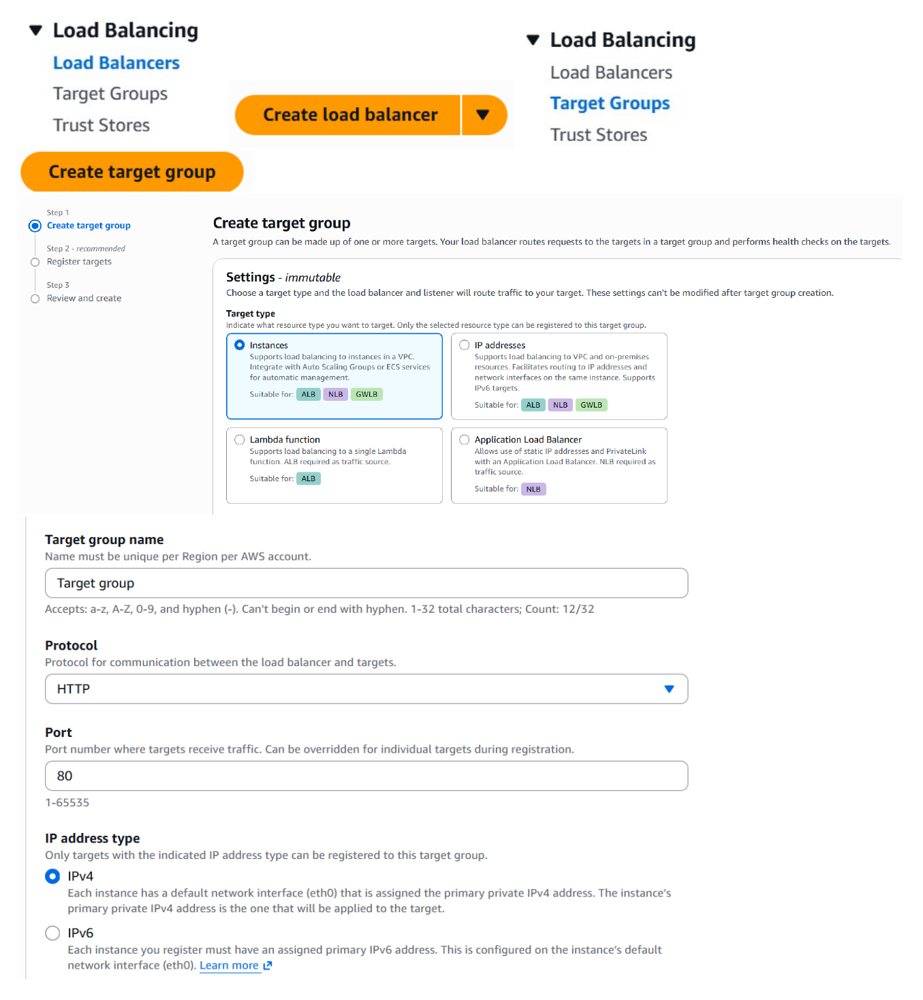 Load Balancing
Load Balancers
Target Groups
Trust Stores
Create load balancer
Load Balancing
Load Balancers
Target Groups
Trust Stores
Create target group
Step 1
Create target group
Step 2 - recommended
Register targets
Step 3
Review and create
Create target group
A target group can be made up of one or more targets. Your load balancer routes requests to the targets in a target group and performs health checks on the targets.
Settings - immutable
Choose a target type and the load balancer and listener will route traffic to your target. These settings can't be modified after target group creation.
Target type
Indicate what resource type you want to target. Only the selected resource type can be registered to this target group.
Instances
Supports load balancing to instances in a VPC.
Integrate with Auto Scaling Groups or ECS services
for automatic management.
Suitable for: ALB NLB GWLB
IP addresses
Supports load balancing to VPC and on-premises
resources. Facilitates routing to IP addresses and
network interfaces on the same instance. Supports
IPv6 targets.
Suitable for: ALB NLB GWLB
Lambda function
Supports load balancing to a single Lambda
function. ALB required as traffic source.
Suitable for: ALB
Application Load Balancer
Allows use of static IP addresses and PrivateLink
with an Application Load Balancer. NLB required as
traffic source.
Suitable for: NLB
Target group name
Name must be unique per Region per AWS account.
Target group
Accepts: a-z, A-Z, 0-9, and hyphen (-). Can't begin or end with hyphen. 1-32 total characters; Count: 12/32
Protocol
Protocol for communication between the load balancer and targets.
HTTP
Port
Port number where targets receive traffic. Can be overridden for individual targets during registration.
80
1-65535
IP address type
Only targets with the indicated IP address type can be registered to this target group.
IPv4
Each instance has a default network interface (eth0) that is assigned the primary private IPv4 address. The instance's
primary private IPv4 address is the one that will be applied to the target.
IPv6
Each instance you register must have an assigned primary IPv6 address. This is configured on the instance's default
network interface (eth0). Learn more